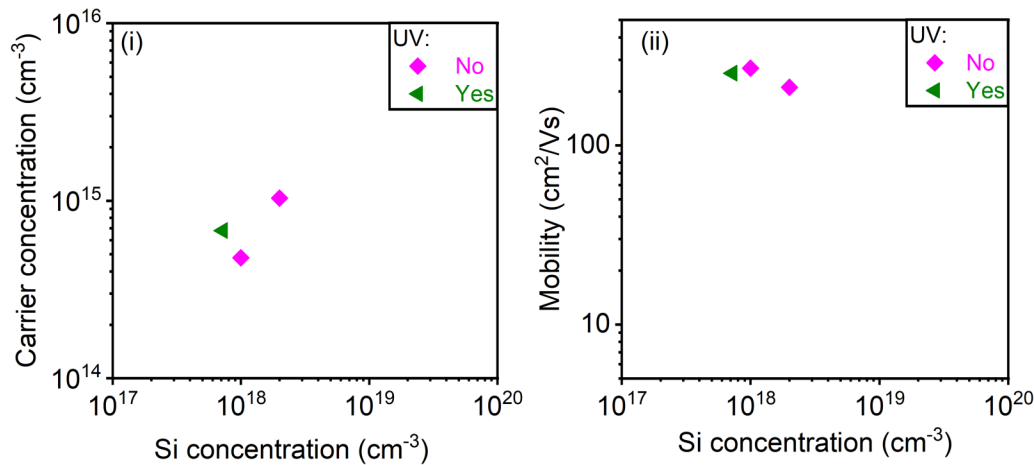 (i)
UV:
No
Yes
10^16
10^15
10^14
Carrier concentration (cm^-3)
10^17
10^18
10^19
10^20
Si concentration (cm^-3)
(ii)
UV:
No
Yes
100
10
Mobility (cm^2/Vs)
10^17
10^18
10^19
10^20
Si concentration (cm^-3)